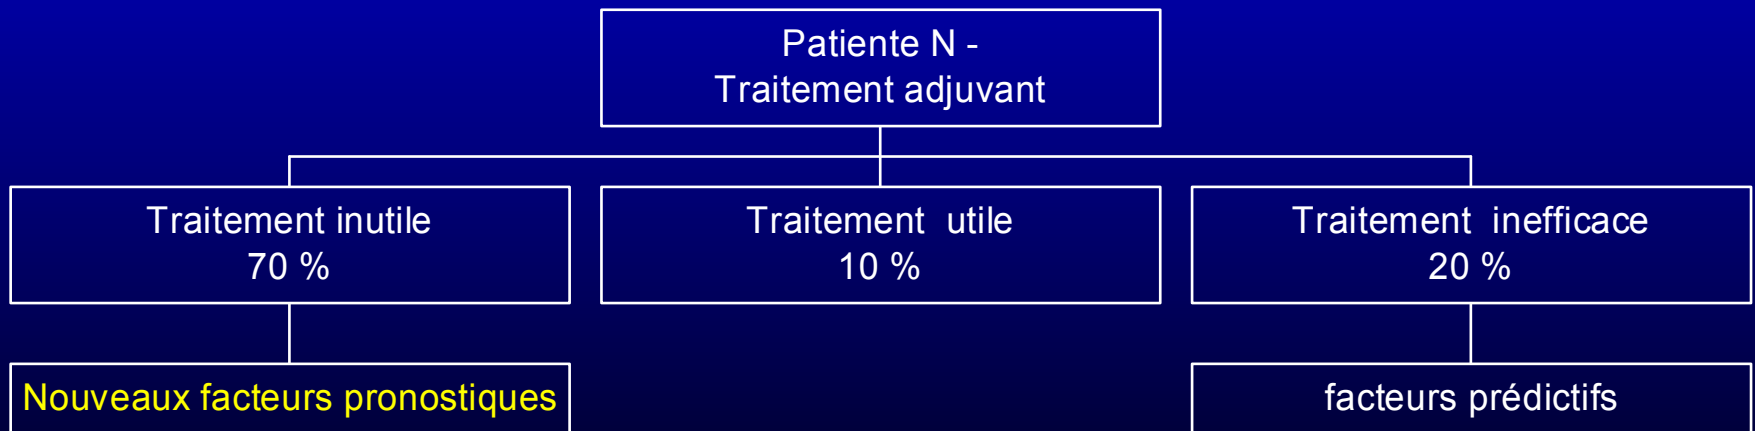 Patiente N -
Traitement adjuvant
Traitement inutile
70 %
Traitement utile
10 %
Traitement inefficace
20 %
Nouveaux facteurs pronostiques
facteurs prédictifs